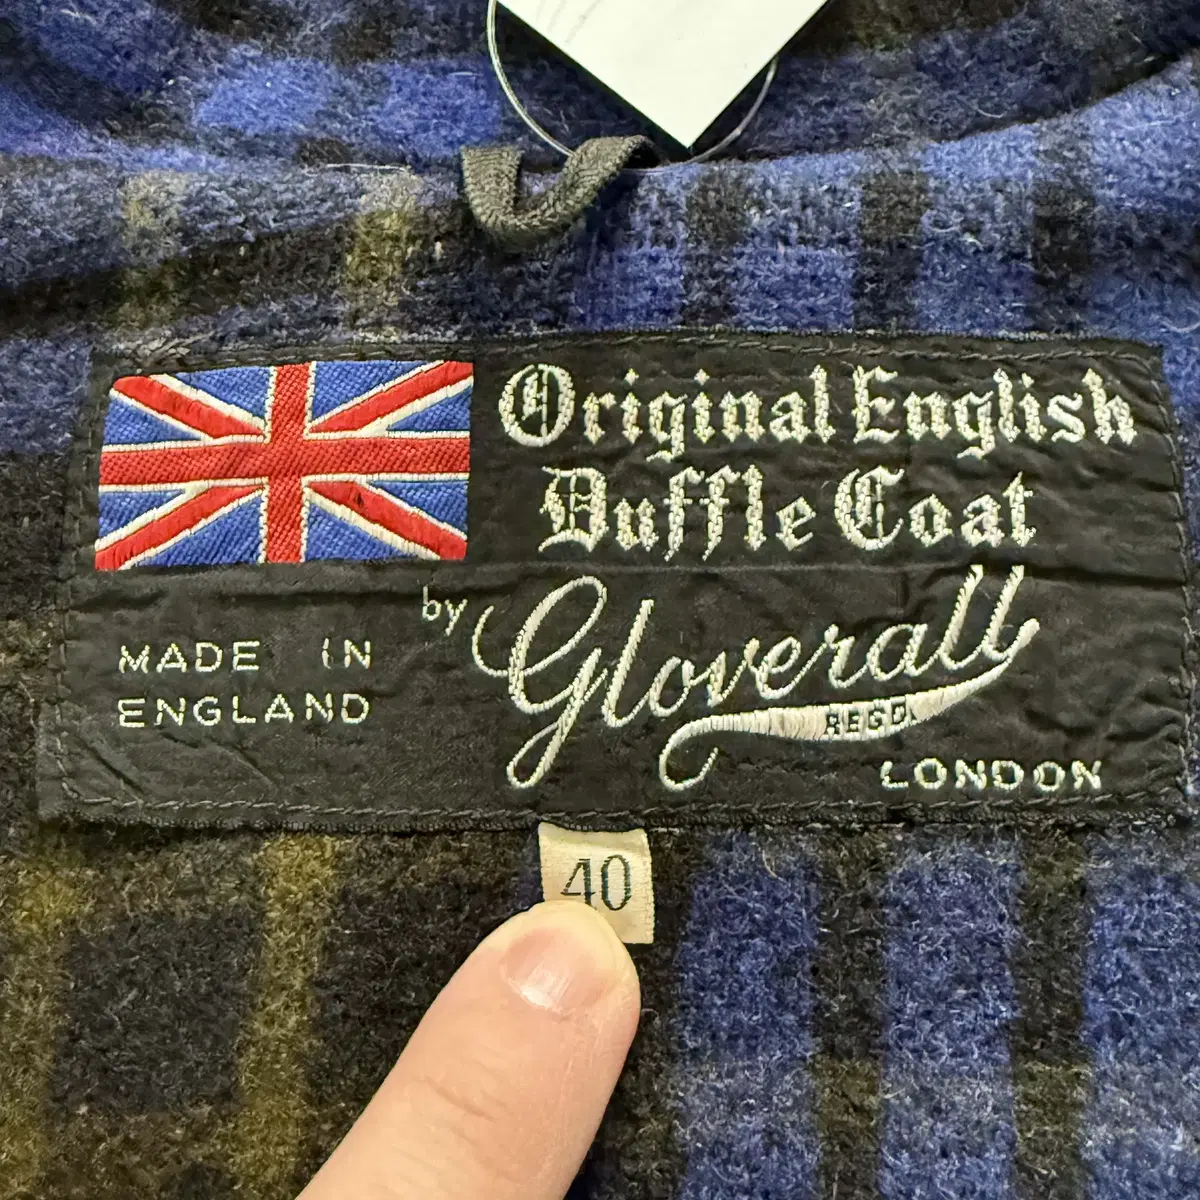 Original English
Duffle Coat
by Gloverall
REGD.
LONDON
MADE IN
ENGLAND
40